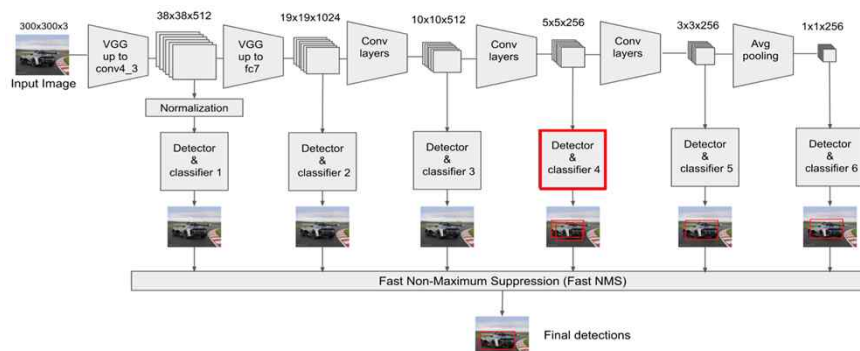 300x300x3
38x38x512
19x19x1024
10x10x512
5x5x256
3x3x256
1x1x256
Input Image
VGG
up to
conv4_3
VGG
up to
fc7
Conv
layers
Conv
layers
Conv
layers
Avg
pooling
Normalization
Detector
&
classifier 1
Detector
&
classifier 2
Detector
&
classifier 3
Detector
&
classifier 4
Detector
&
classifier 5
Detector
&
classifier 6
Fast Non-Maximum Suppression (Fast NMS)
Final detections